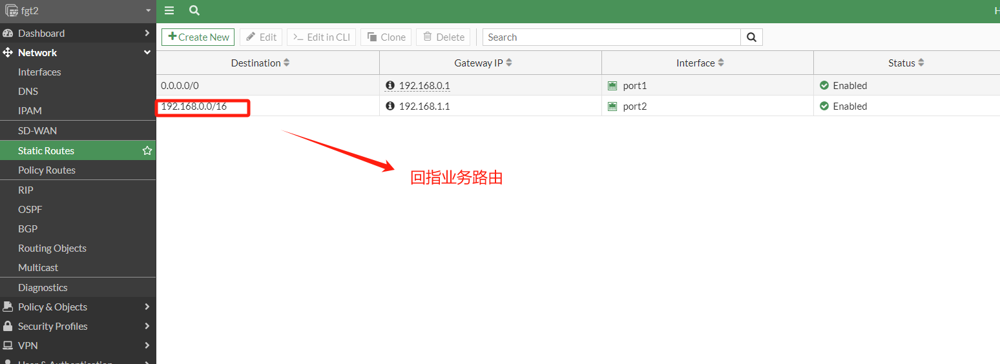 fgt2
Dashboard
Network
Interfaces
DNS
IPAM
SD-WAN
Static Routes
Policy Routes
RIP
OSPF
BGP
Routing Objects
Multicast
Diagnostics
Policy & Objects
Security Profiles
VPN
User & Authentication
H
+Create New Edit >_ Edit in CLI Clone Delete Search
Destination Gateway IP Interface Status
0.0.0.0/0 192.168.0.1 port1 Enabled
192.168.0.0/16 192.168.1.1 port2 Enabled
回指业务路由